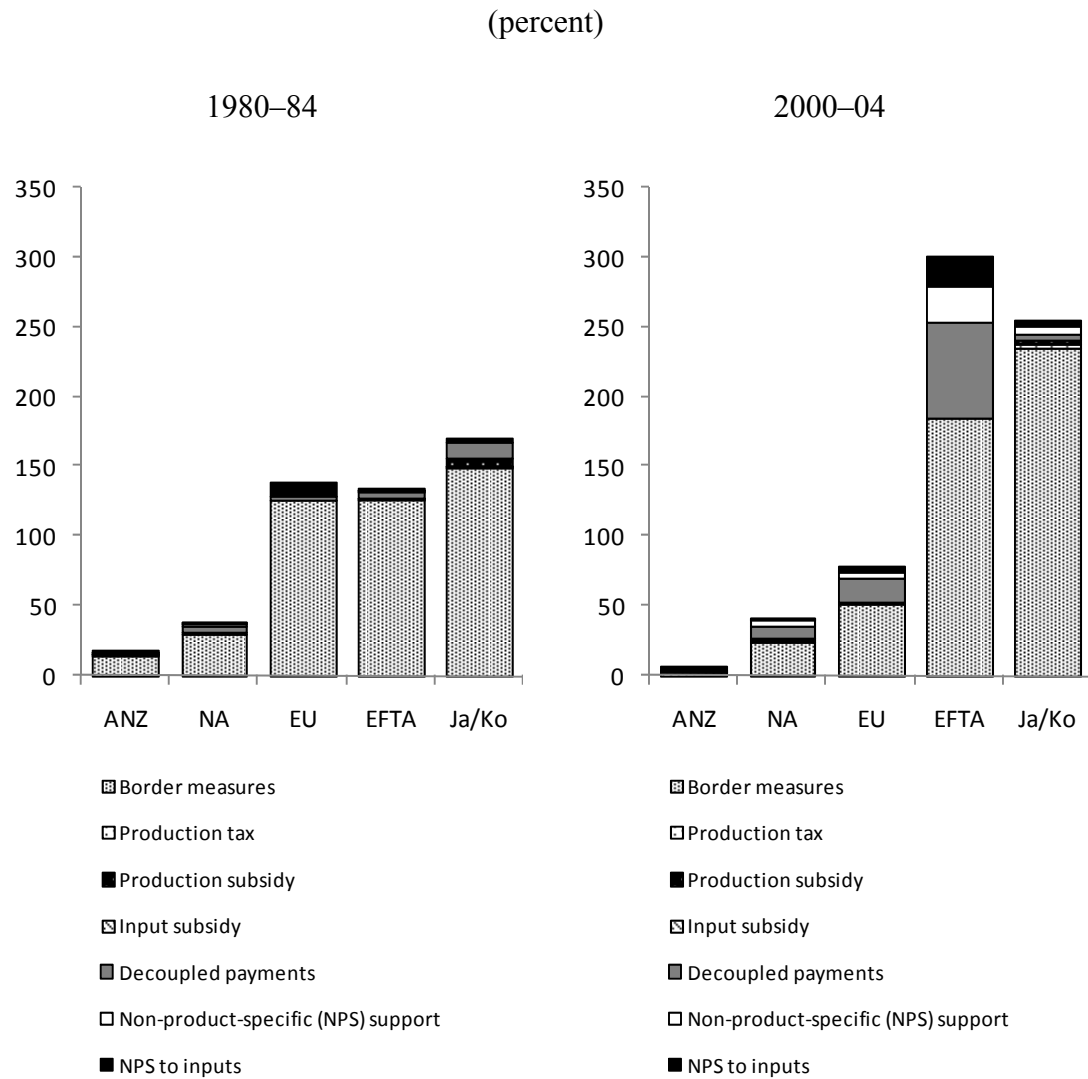 (percent)
1980–84
2000–04
350
300
250
200
150
100
50
0
ANZ NA EU EFTA Ja/Ko
Border measures
Production tax
Production subsidy
Input subsidy
Decoupled payments
Non-product-specific (NPS) support
NPS to inputs
350
300
250
200
150
100
50
0
ANZ NA EU EFTA Ja/Ko
Border measures
Production tax
Production subsidy
Input subsidy
Decoupled payments
Non-product-specific (NPS) support
NPS to inputs